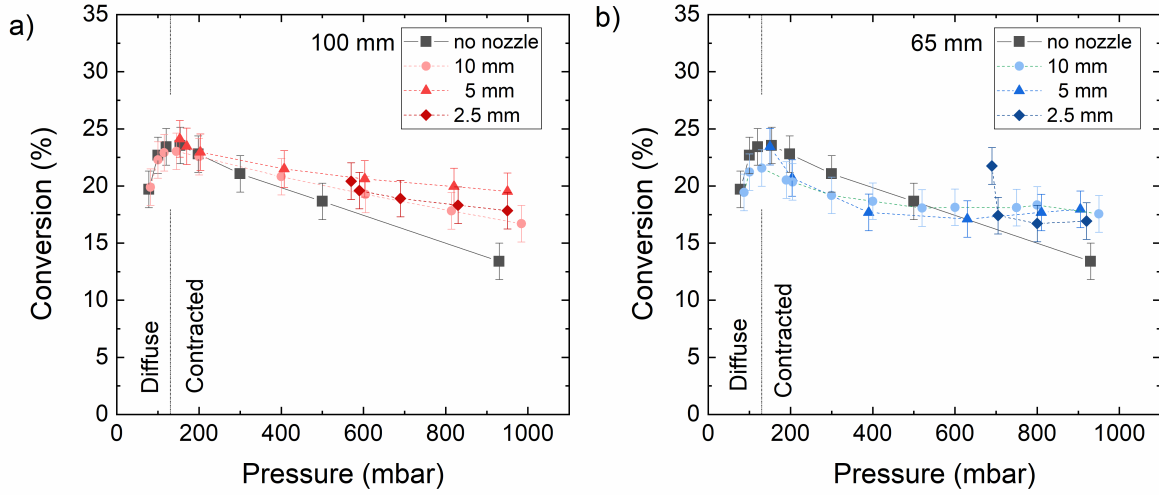 a)
100 mm
no nozzle
10 mm
5 mm
2.5 mm
Conversion (%)
35
30
25
20
15
10
5
0
Diffuse
Contracted
0 200 400 600 800 1000
Pressure (mbar)
b)
65 mm
no nozzle
10 mm
5 mm
2.5 mm
Conversion (%)
35
30
25
20
15
10
5
0
Diffuse
Contracted
0 200 400 600 800 1000
Pressure (mbar)